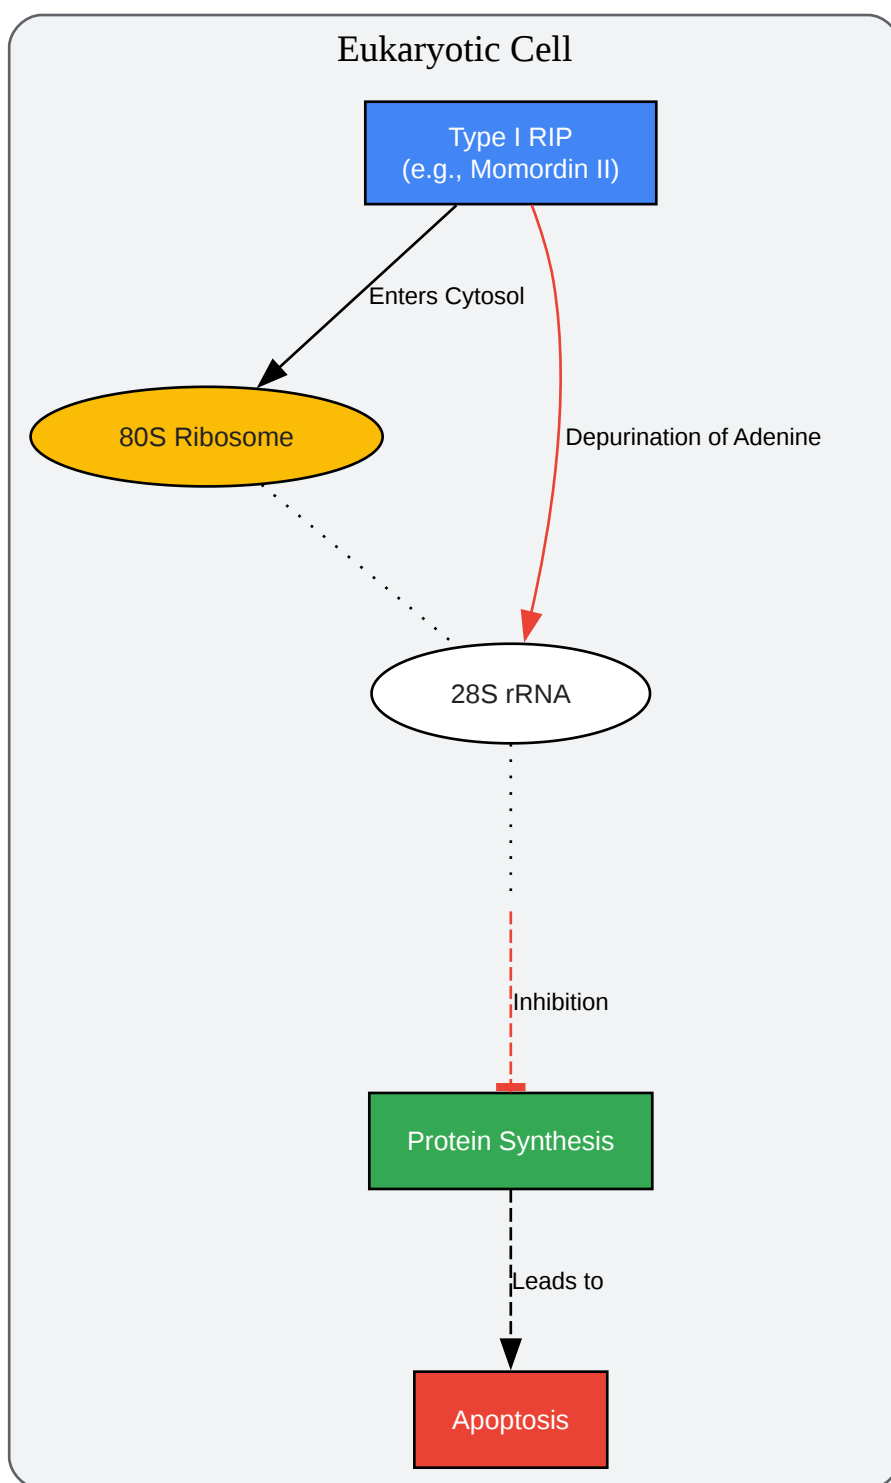 Eukaryotic Cell
Type I RIP
(e.g., Momordin II)
Enters Cytosol
80S Ribosome
Depurination of Adenine
28S rRNA
Inhibition
Protein Synthesis
Leads to
Apoptosis